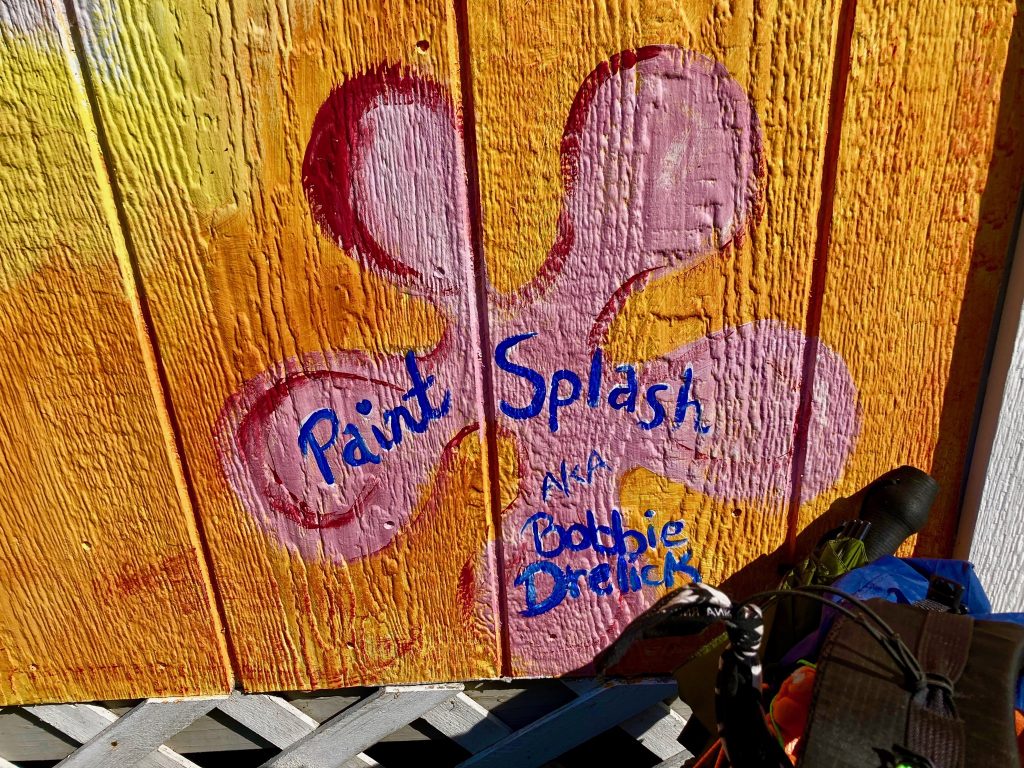 Paint Splash
AKA
Bobbie
Drelick